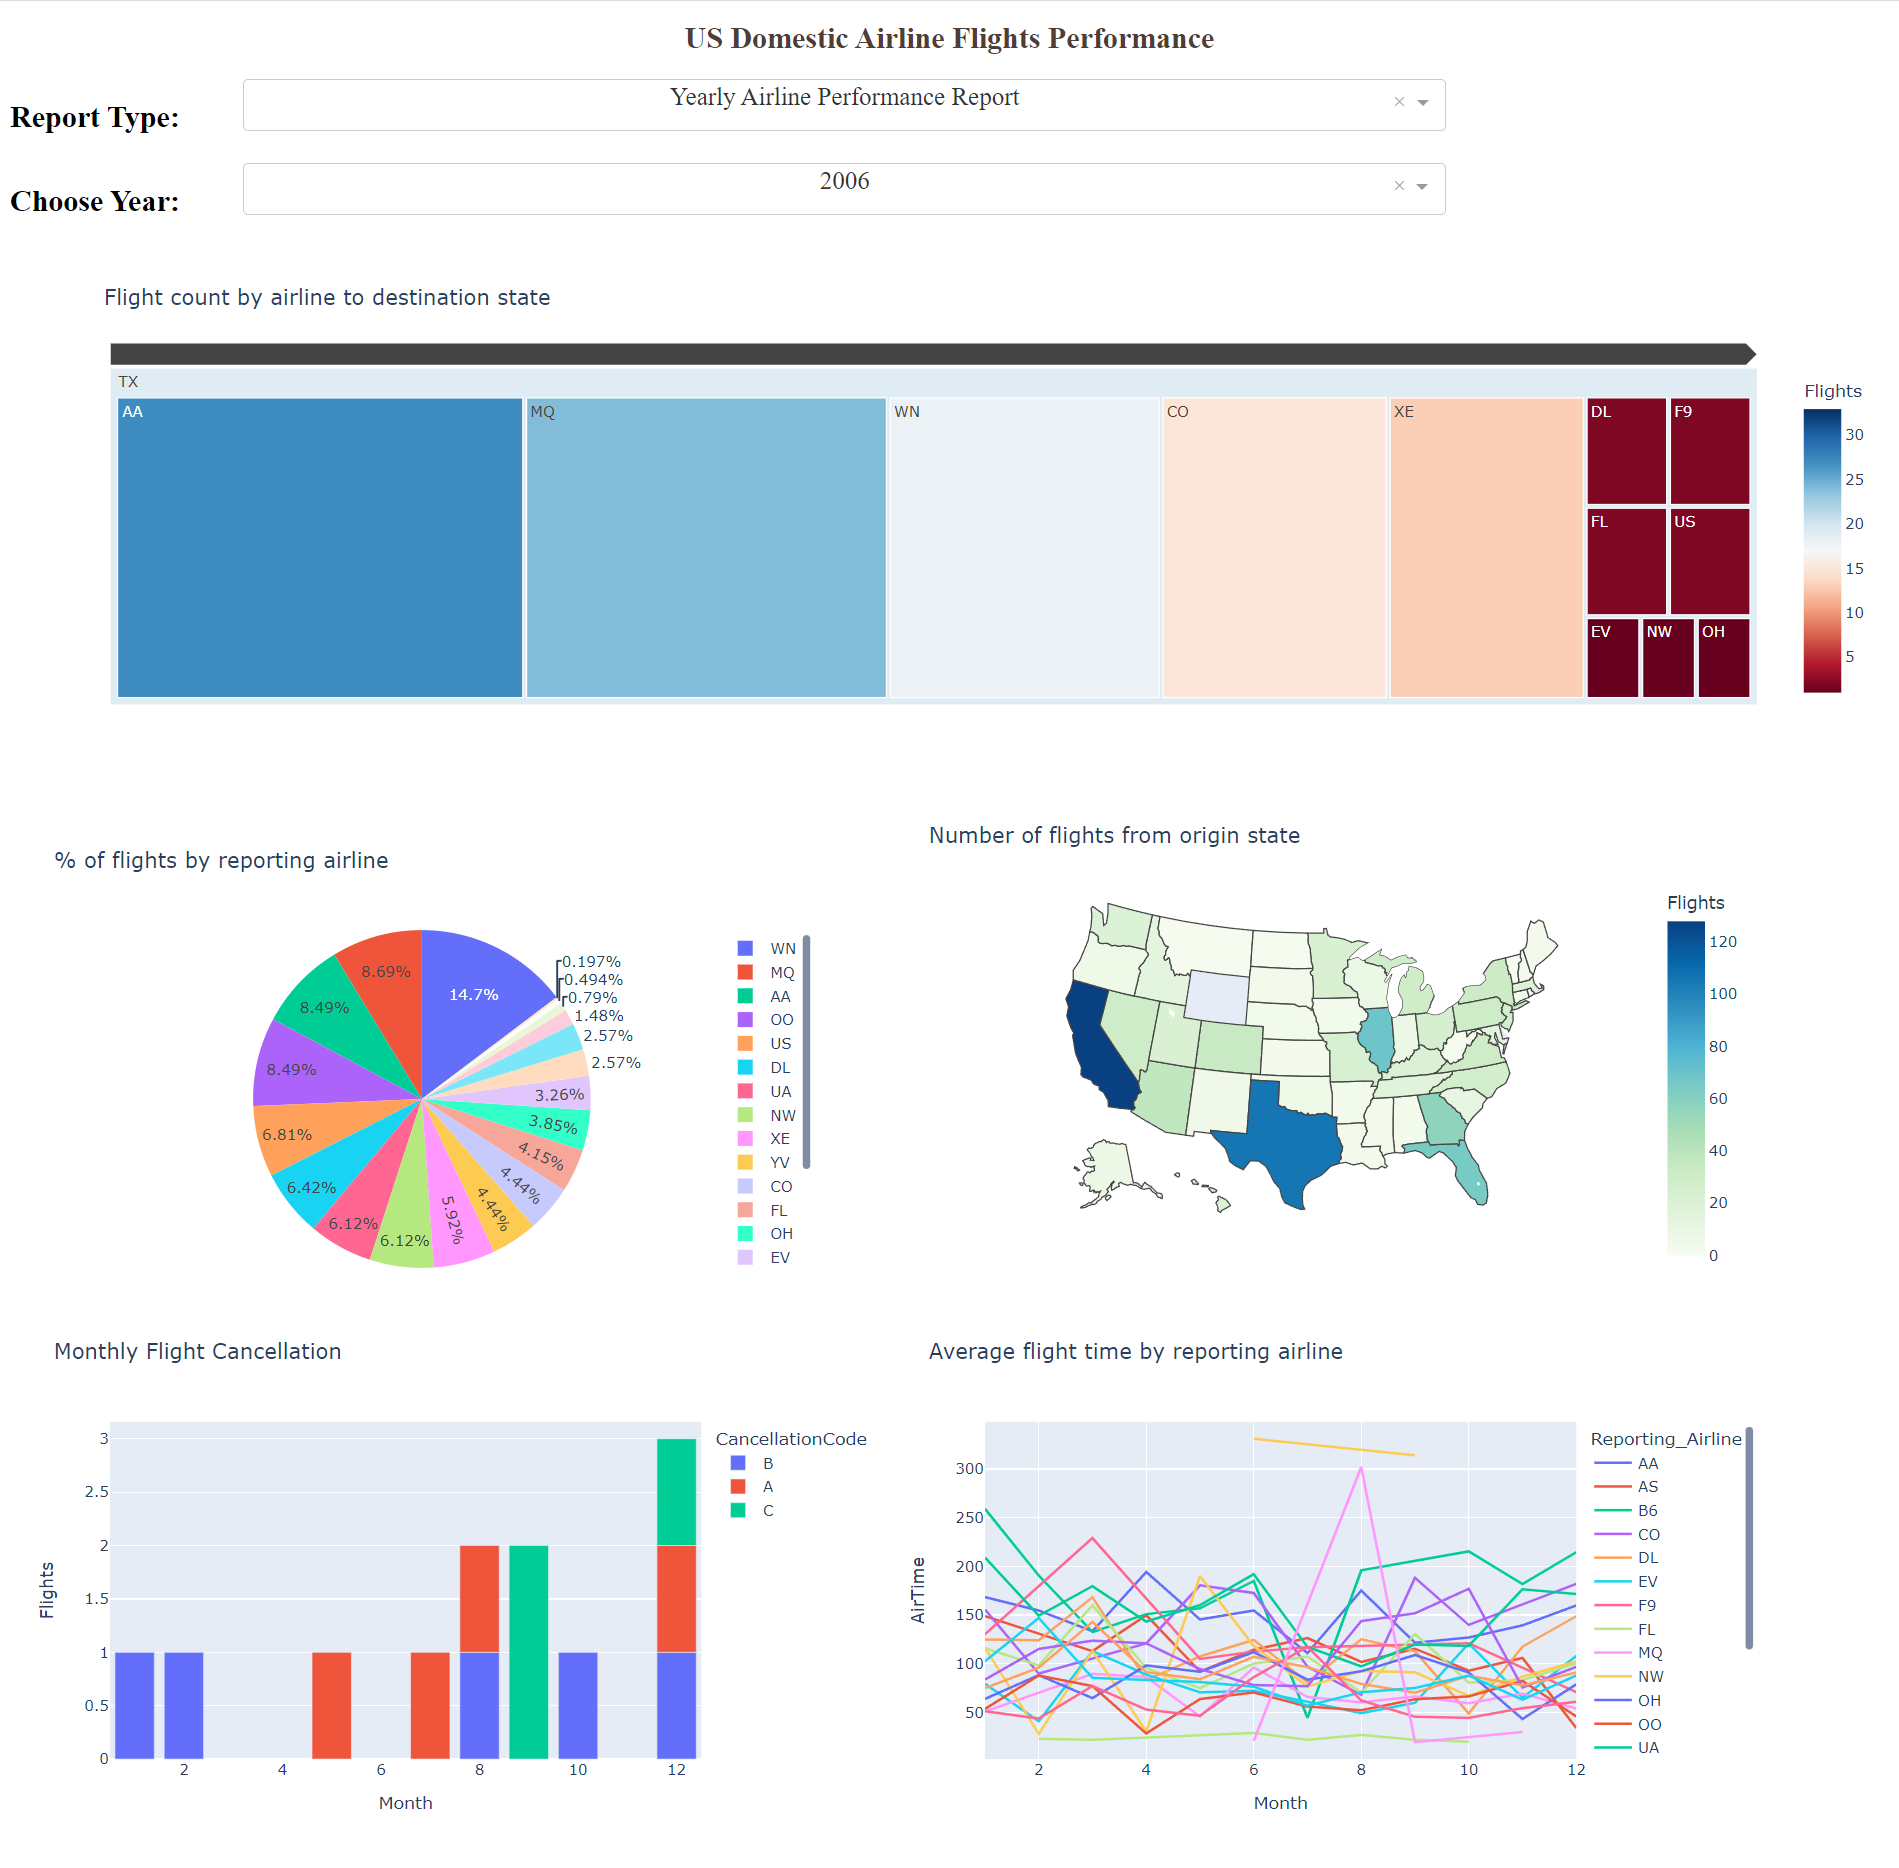 US Domestic Airline Flights Performance
Report Type:
Yearly Airline Performance Report
×
Choose Year:
2006
×
Flight count by airline to destination state
TX
AA
MQ
WN
CO
XE
DL
F9
FL
US
EV
NW
OH
Flights
30
25
20
15
10
5
% of flights by reporting airline
14.7%
8.69%
8.49%
8.49%
6.81%
6.42%
6.12%
6.12%
5.92%
4.44%
4.44%
4.15%
3.85%
3.26%
2.57%
2.57%
1.48%
0.79%
0.494%
0.197%
WN
MQ
AA
OO
US
DL
UA
NW
XE
YV
CO
FL
OH
EV
Number of flights from origin state
Flights
120
100
80
60
40
20
0
Monthly Flight Cancellation
3
2.5
2
1.5
1
0.5
0
Flights
2
4
6
8
10
12
Month
CancellationCode
B
A
C
Average flight time by reporting airline
300
250
200
150
100
50
AirTime
2
4
6
8
10
12
Month
Reporting_Airline
AA
AS
B6
CO
DL
EV
F9
FL
MQ
NW
OH
OO
UA